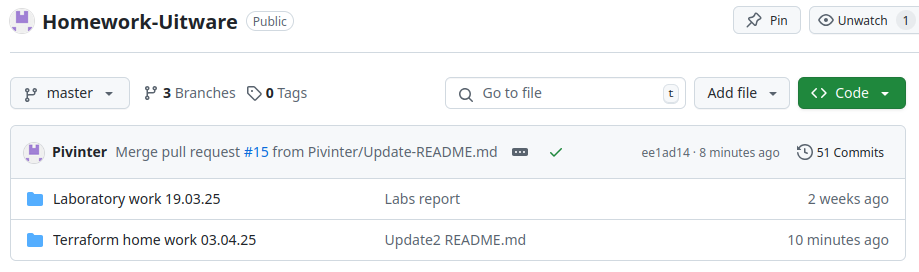 Homework-Uitware Public Pin Unwatch 1
master 3 Branches 0 Tags Go to file t Add file Code
Pivinter Merge pull request #15 from Pivinter/Update-README.md ee1ad14 · 8 minutes ago 51 Commits
Laboratory work 19.03.25 Labs report 2 weeks ago
Terraform home work 03.04.25 Update2 README.md 10 minutes ago